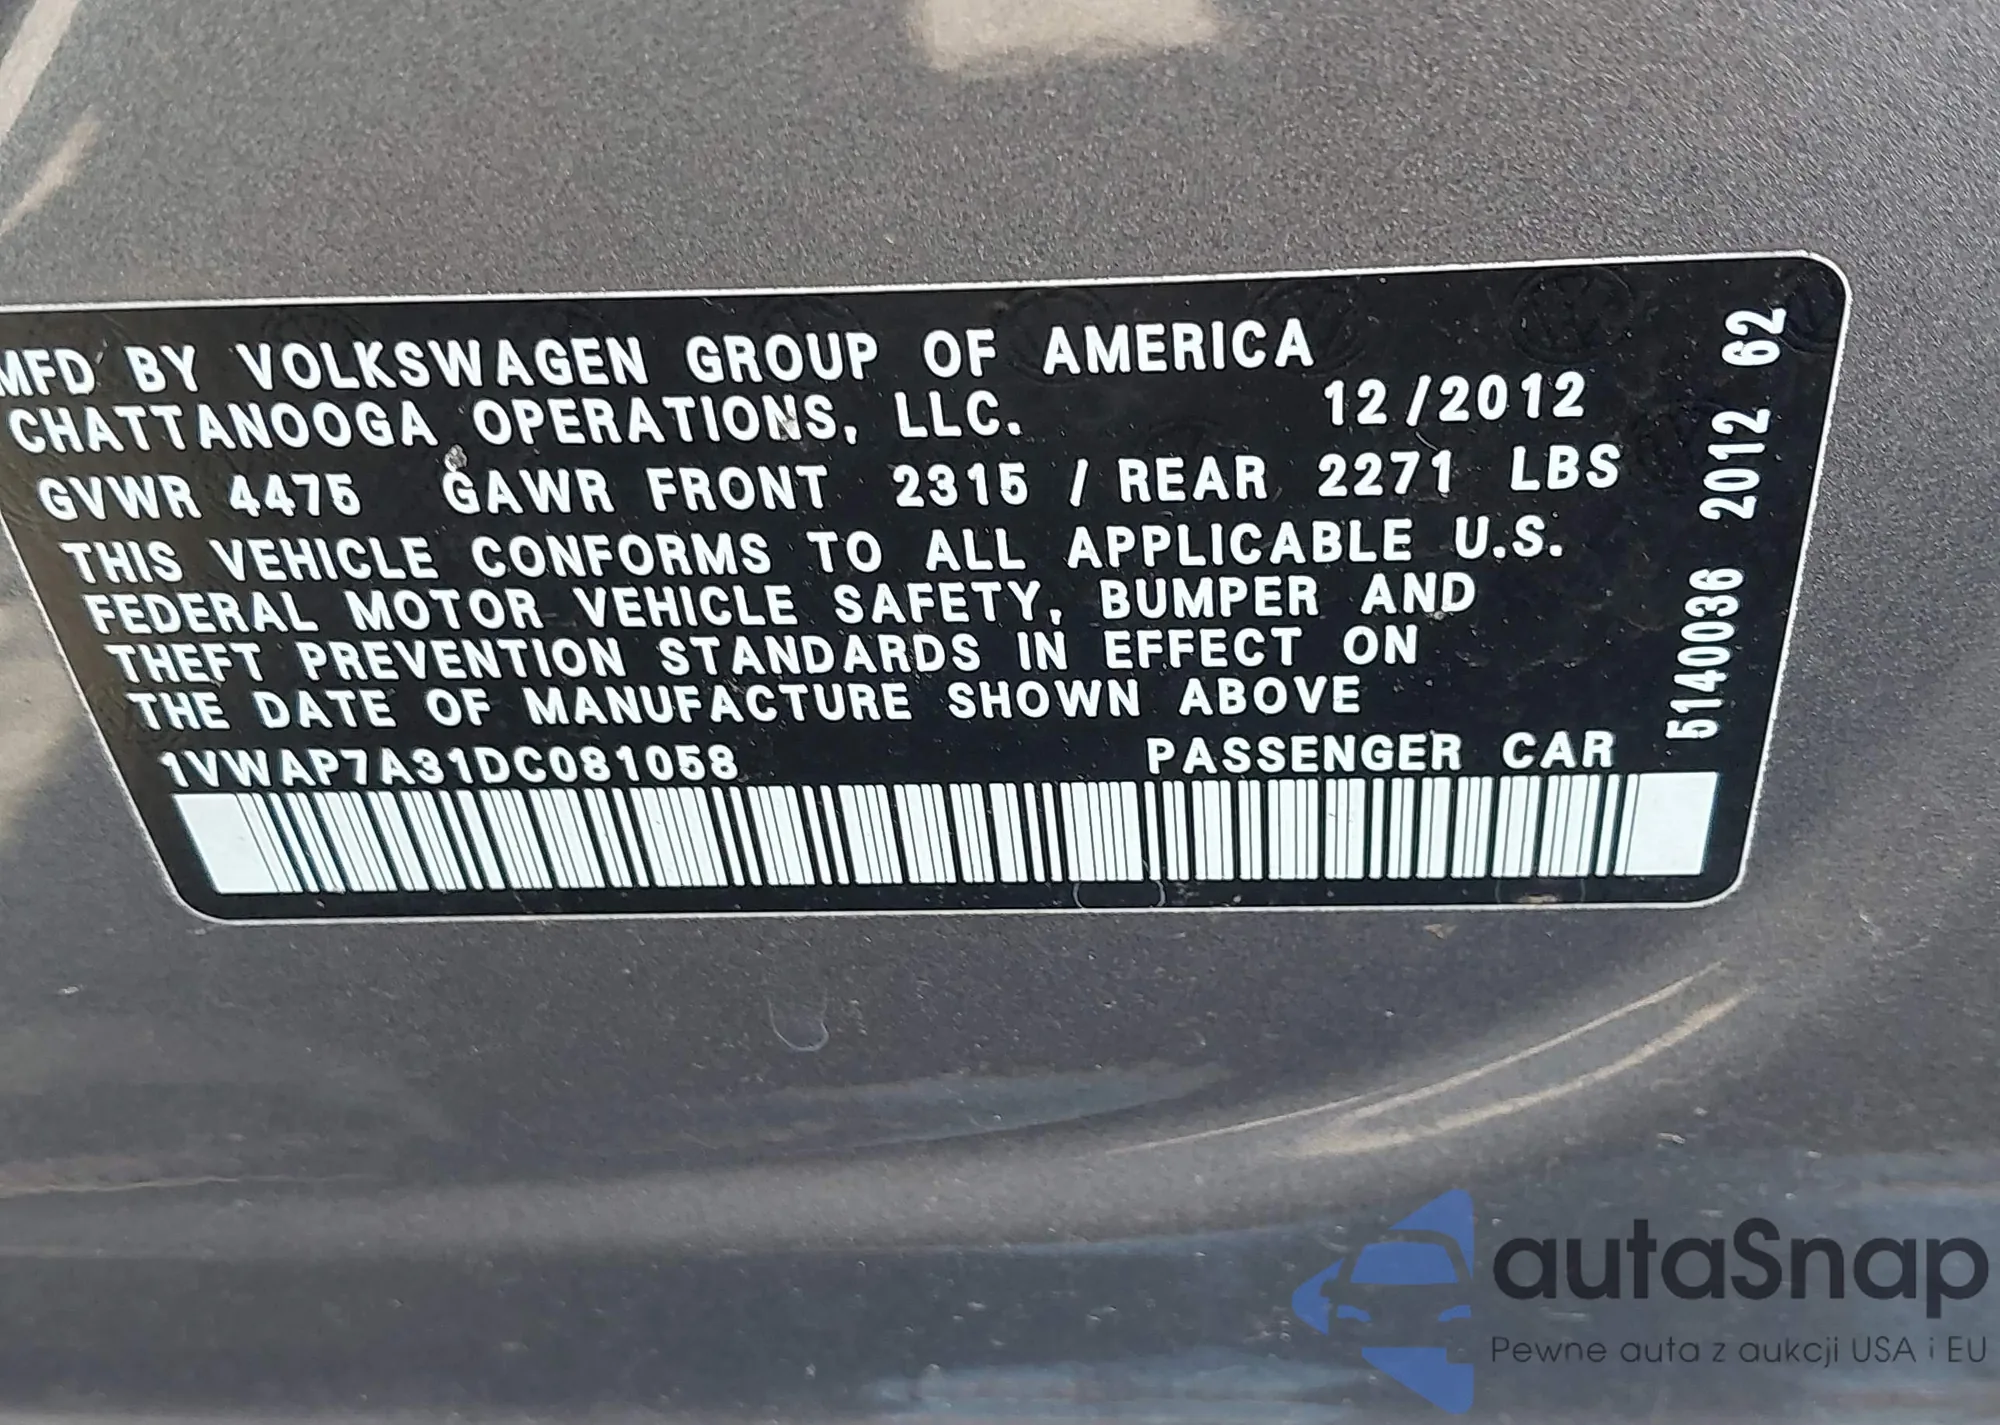 MFD BY VOLKSWAGEN GROUP OF AMERICA
CHATTANOOGA OPERATIONS, LLC. 12/2012
GVWR 4475 GAWR FRONT 2315 / REAR 2271 LBS
THIS VEHICLE CONFORMS TO ALL APPLICABLE U.S.
FEDERAL MOTOR VEHICLE SAFETY, BUMPER AND
THEFT PREVENTION STANDARDS IN EFFECT ON
THE DATE OF MANUFACTURE SHOWN ABOVE
1VWAP7A31DC081058 PASSENGER CAR
5140036 2012 62
autaSnap
Pewne auta z aukcji USA i EU